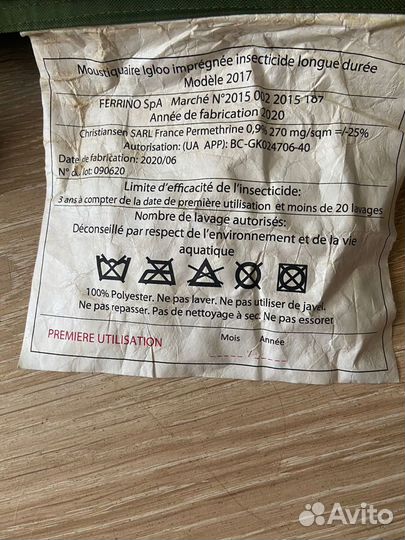 Moustiquaire Igloo imprégnée insecticide longue durée
Modèle 2017
FERRINO SpA Marché N°2015 002 2015 187
Année de fabrication 2020
Christiansen SARL France Permethrine 0,9% 270 mg/sqm =/-25%
Autorisation: (UA APP): BC-GK024706-40
Date de fabrication: 2020/06
N° du lot: 090620
Limite d'efficacité de l'insecticide:
3 ans à compter de la date de première utilisation et moins de 20 lavages
Nombre de lavage autorisés:
Déconseillé par respect de l'environnement et de la vie
aquatique
100% Polyester. Ne pas laver. Ne pas utiliser de javel.
Ne pas repasser. Pas de nettoyage à sec. Ne pas essorer
PREMIERE UTILISATION Mois Année
_____/_____
Avito